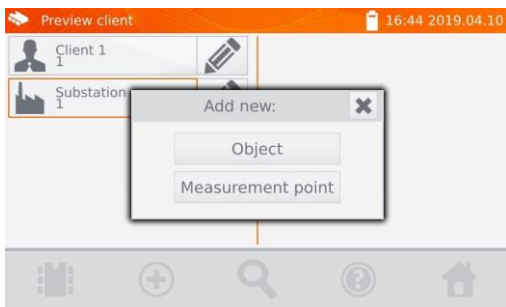 Preview client
16:44 2019.04.10
Client 1
1
Substation
1
Add new:
Object
Measurement point